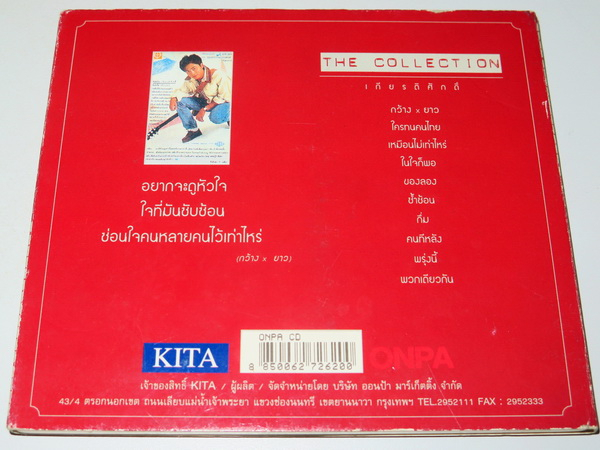 THE COLLECTION
เกียรติศักดิ์
กว้าง x ยาว
ใครทนคนไทย
เหมือนไม่เท่าไหร่
ในใจก็พอ
ของลอง
ซ้ำซ้อน
ที่ม
คนทีหลัง
พรุ่งนี้
พวกเดียวกัน
อยากจะดูหัวใจ
ใจที่มันซับซ้อน
ซ่อนใจคนหลายคนไว้เท่าไหร่
(กว้าง x ยาว)
KITA
ONPA CD
8 850062 726200
ONPA
เจ้าของสิทธิ์ KITA / ผู้ผลิต / จัดจำหน่ายโดย บริษัท ออนป้า มาร์เก็ตติ้ง จำกัด
43/4 ตรอกนอกเขต ถนนเลียบแม่น้ำเจ้าพระยา แขวงช่องนนทรี เขตยานนาวา กรุงเทพฯ TEL.2952111 FAX : 2952333